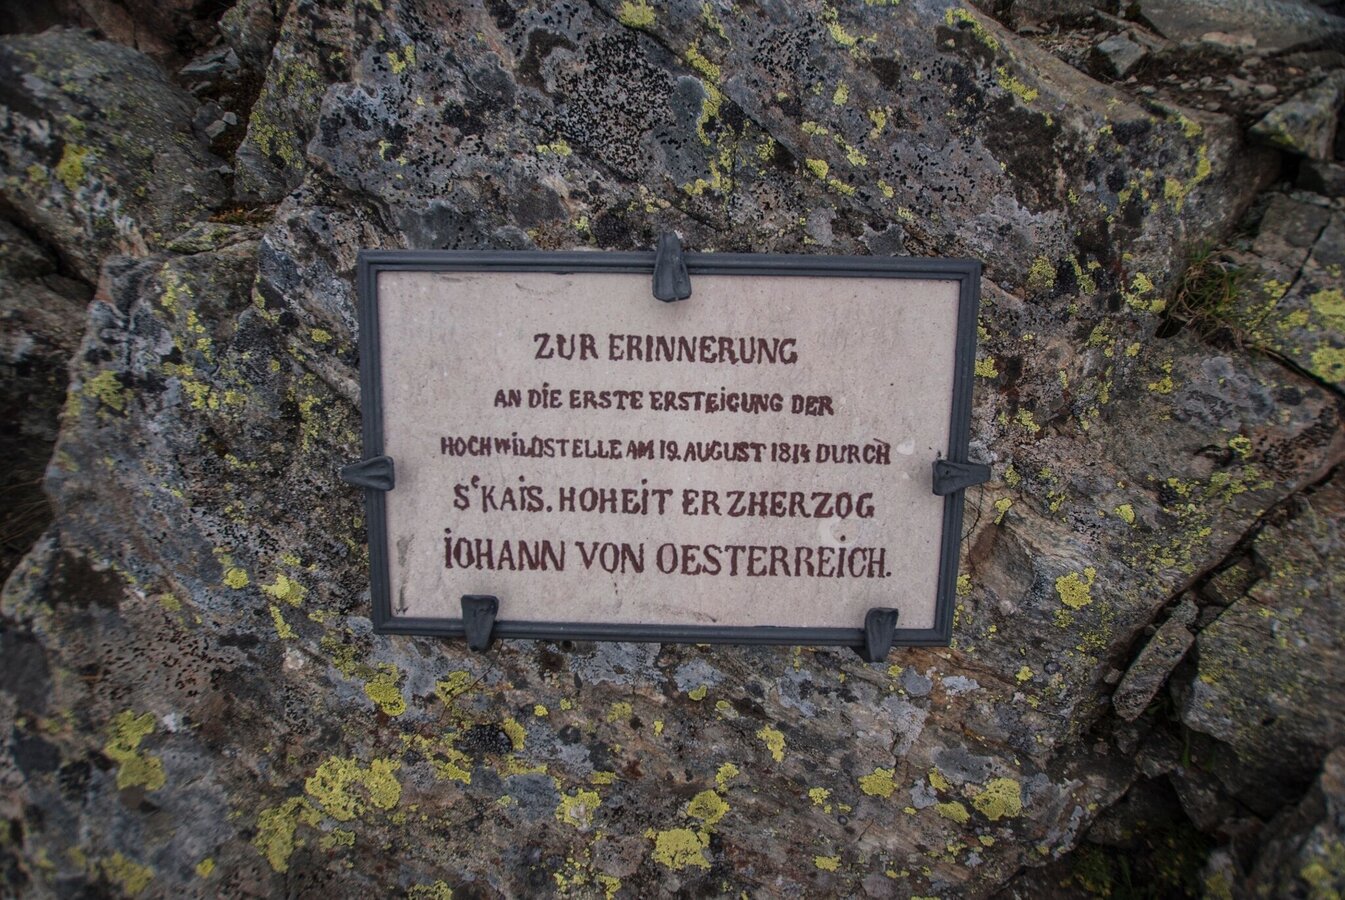 ZUR ERINNERUNG
AN DIE ERSTE ERSTEIGUNG DER
HOCHWILDSTELLE AM 19. AUGUST 1814 DURCH
Se KAIS. HOHEIT ERZHERZOG
IOHANN VON OESTERREICH.